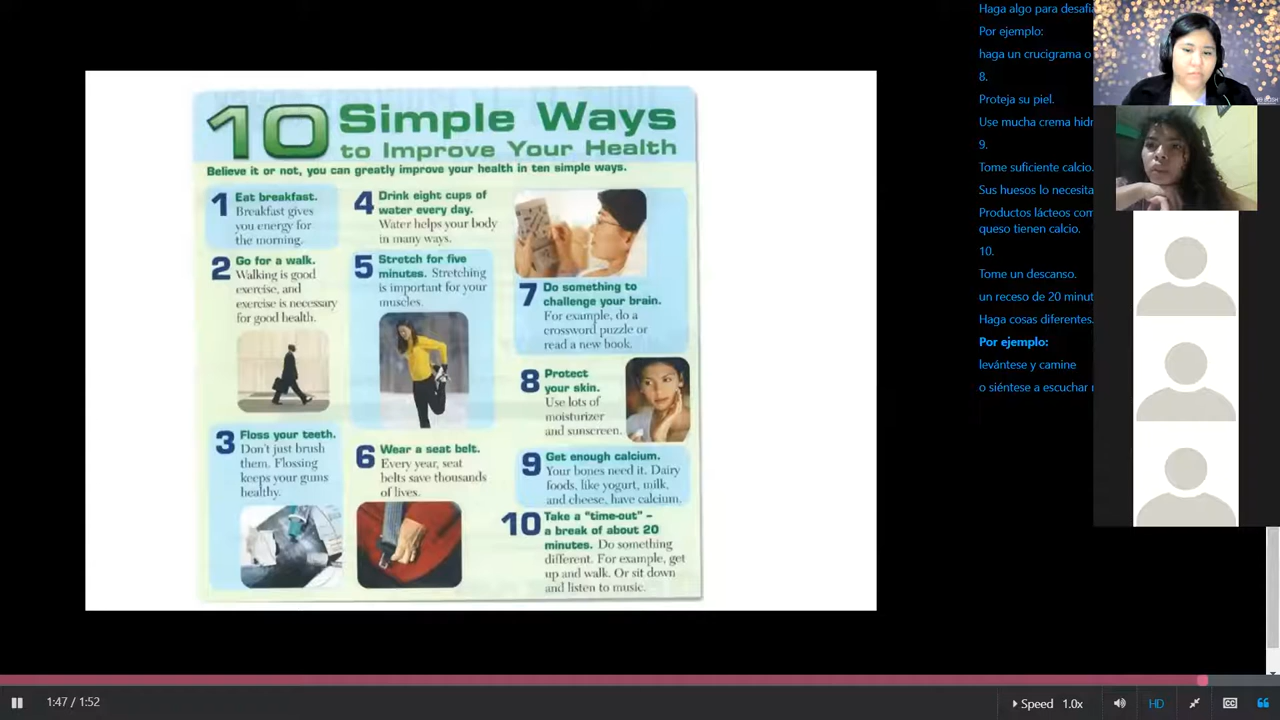 10 Simple Ways
to Improve Your Health
Believe it or not, you can greatly improve your health in ten simple ways.
1 Eat breakfast.
Breakfast gives
you energy for
the morning.
2 Go for a walk.
Walking is good
exercise, and
exercise is necessary
for good health.
3 Floss your teeth.
Don't just brush
them. Flossing
keeps your gums
healthy.
4 Drink eight cups of
water every day.
Water helps your body
in many ways.
5 Stretch for five
minutes. Stretching
is important for your
muscles.
6 Wear a seat belt.
Every year, seat
belts save thousands
of lives.
7 Do something to
challenge your brain.
For example, do a
crossword puzzle or
read a new book.
8 Protect
your skin.
Use lots of
moisturizer
and sunscreen.
9 Get enough calcium.
Your bones need it. Dairy
foods, like yogurt, milk,
and cheese, have calcium.
10 Take a "time-out" –
a break of about 20
minutes. Do something
different. For example, get
up and walk. Or sit down
and listen to music.
Haga algo para
Por ejemplo:
haga un crucigrama o
8.
Proteja su piel.
Use mucha crema
9.
Tome suficiente calcio.
Sus huesos lo
Productos lácteos
queso tienen calcio.
10.
Tome un descanso.
un receso de 20
Haga cosas diferentes.
Por ejemplo:
levántese y camine
o siéntese a escuchar
1:47 / 1:52
Speed 1.0x
HD
CC